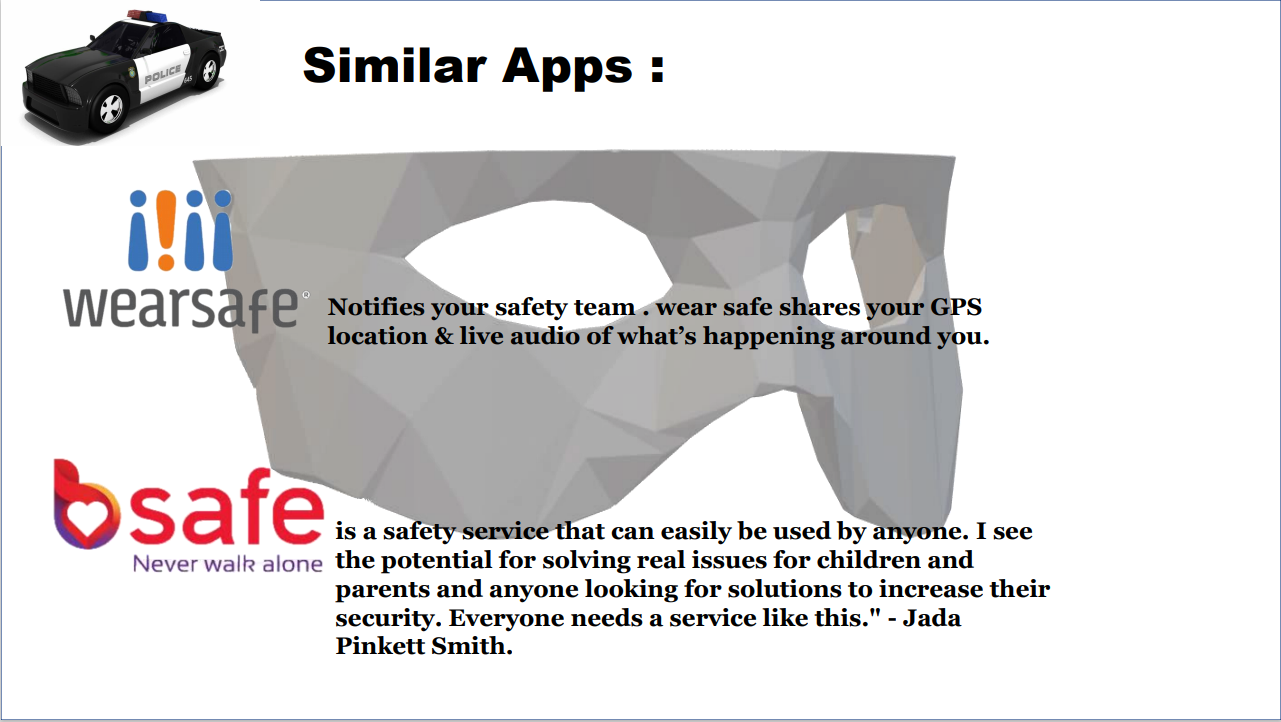 POLICE
645
Similar Apps :
wearsafe®
Notifies your safety team . wear safe shares your GPS
location & live audio of what’s happening around you.
bsafe
Never walk alone
is a safety service that can easily be used by anyone. I see
the potential for solving real issues for children and
parents and anyone looking for solutions to increase their
security. Everyone needs a service like this." - Jada
Pinkett Smith.